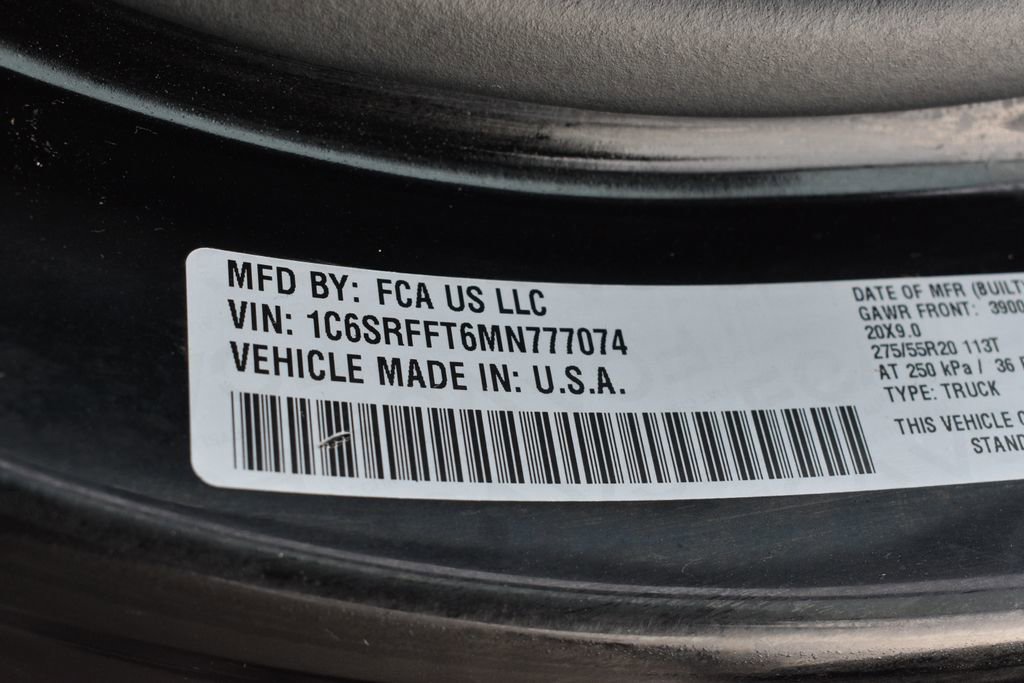 MFD BY: FCA US LLC
VIN: 1C6SRFFT6MN777074
VEHICLE MADE IN: U.S.A.
DATE OF MFR (BUILT)
GAWR FRONT: 3900
20X9.0
275/55R20 113T
AT 250 kPa / 36
TYPE: TRUCK
THIS VEHICLE
STAND